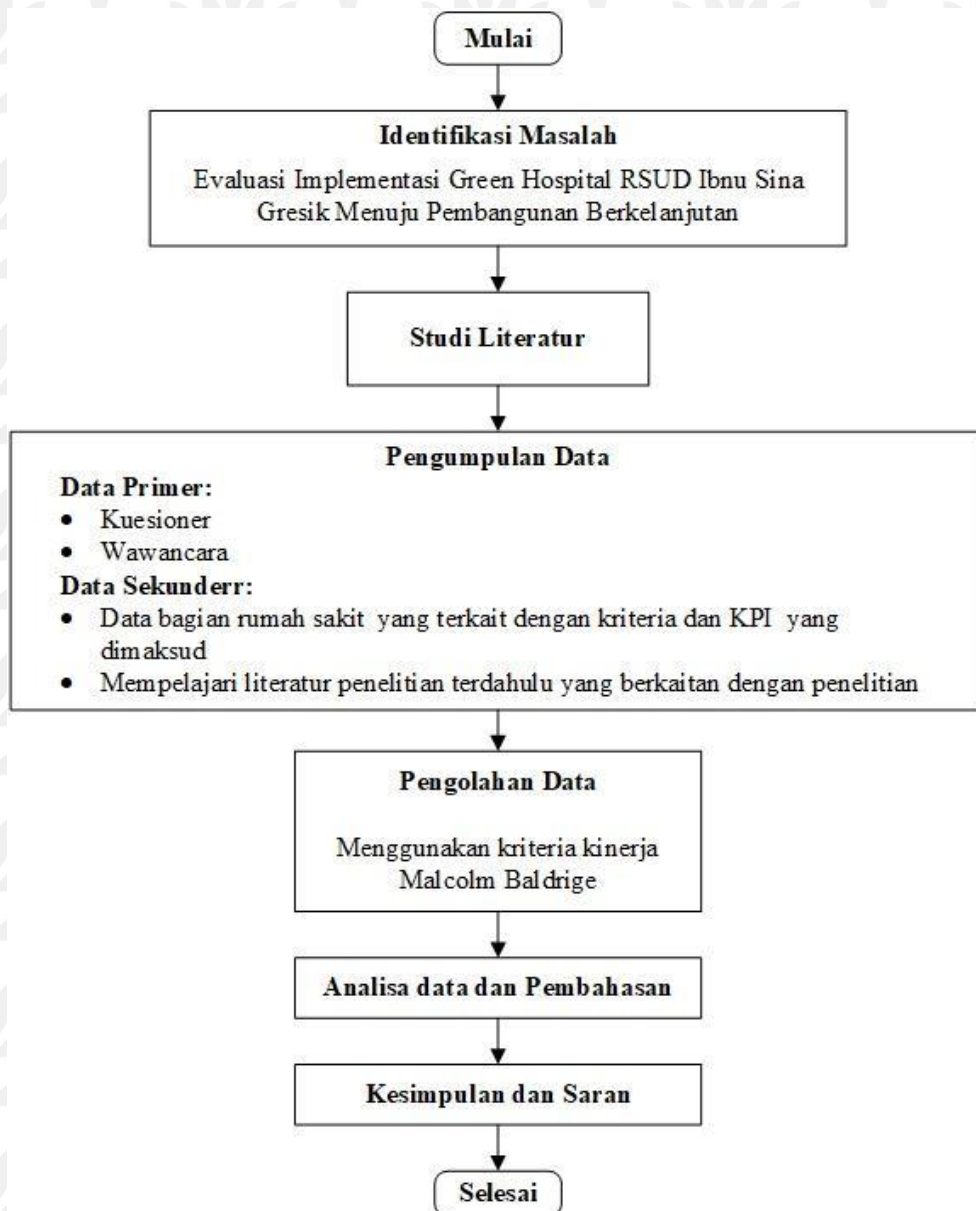 Mulai
Identifikasi Masalah
Evaluasi Implementasi Green Hospital RSUD Ibnu Sina
Gresik Menuju Pembangunan Berkelanjutan
Studi Literatur
Pengumpulan Data
Data Primer:
• Kuesioner
• Wawancara
Data Sekunderr:
• Data bagian rumah sakit yang terkait dengan kriteria dan KPI yang
dimaksud
• Mempelajari literatur penelitian terdahulu yang berkaitan dengan penelitian
Pengolahan Data
Menggunakan kriteria kinerja
Malcolm Baldrige
Analisa data dan Pembahasan
Kesimpulan dan Saran
Selesai